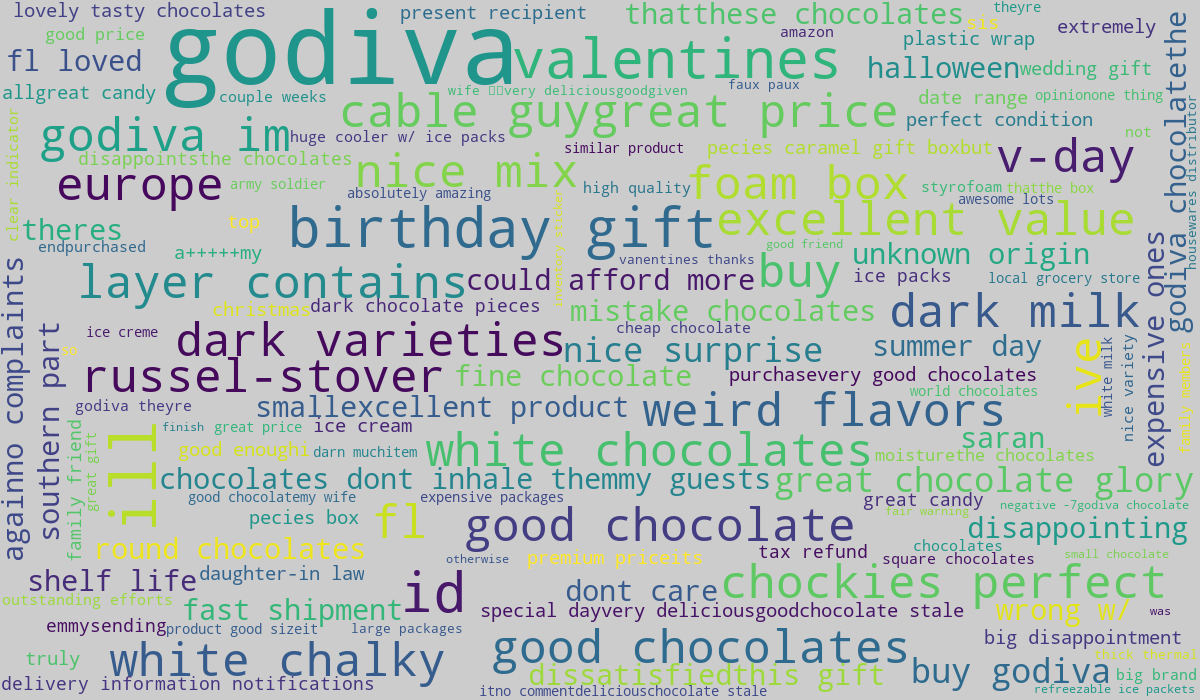 lovely tasty chocolates
present recipient
thatthese chocolates
sis
theyre
extremely
good price
godiva
valentines
amazon
plastic wrap
fl loved
halloween
wedding gift
allgreat candy
couple weeks
wife very deliciousgoodgiven
faux paux
date range
opinionone thing
cable guygreat price
perfect condition
godiva im
huge cooler w/ ice packs
similar product
pecies caramel gift boxbut
v-day
not
disappointsthe chocolates
nice mix
europe
army soldier
absolutely amazing
high quality
foam box
styrofoam
thatthe box
awesome lots
theres
top
birthday gift
excellent value
endpurchased
a+++++my
good friend
unknown origin
vanentines thanks
layer contains
could afford more
buy
ice packs
local grocery store
christmas
dark chocolate pieces
mistake chocolates
dark milk
ice creme
cheap chocolate
so
dark varieties
nice surprise
summer day
russel-stover
fine chocolate
purchasevery good chocolates
world chocolates
godiva theyre
smallexcellent product
weird flavors
finish
great price
ice cream
good enoughi
darn muchitem
white chocolates
saran
moisturethe chocolates
chocolates dont inhale themmy guests
great chocolate glory
good chocolatemy wife
expensive packages
great candy
negative -7godiva chocolate
pecies box
fl
good chocolate
fair warning
disappointing
round chocolates
otherwise
premium priceits
tax refund
chocolates
square chocolates
small chocolate
shelf life
daughter-in law
id
dont care
chockies perfect
outstanding efforts
fast shipment
special dayvery deliciousgoodchocolate stale
wrong w/
was
emmysending
product good sizeit
large packages
big disappointment
truly
white chalky
good chocolates
dissatisfiedthis gift
buy godiva
thick thermal
big brand
delivery information notifications
itno commentdeliciouschocolate stale
refreezable ice packets
clear indicator
againno complaints
southern part
family friend
great gift
ill
ive
white milk
nice variety
expensive ones
godiva chocolatethe
housewares distributor